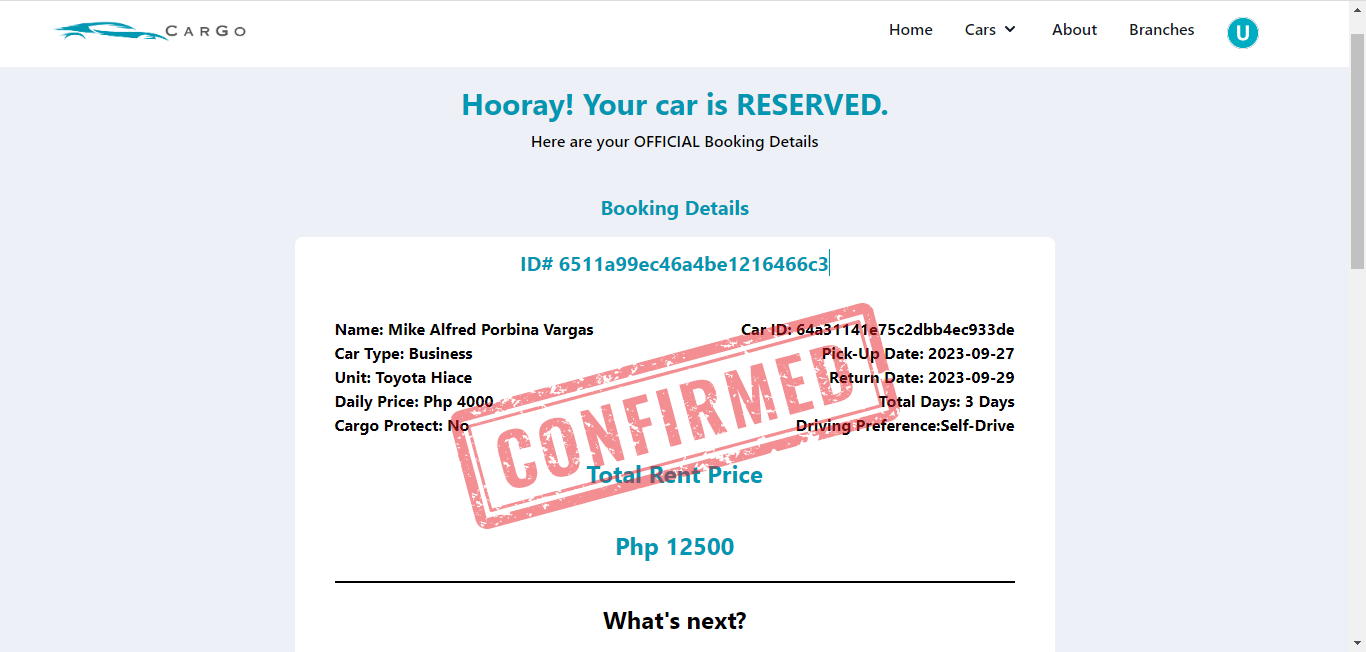 CarGo
Home Cars About Branches U
Hooray! Your car is RESERVED.
Here are your OFFICIAL Booking Details
Booking Details
ID# 6511a99ec46a4be1216466c3
Name: Mike Alfred Porbina Vargas
Car ID: 64a31141e75c2dbb4ec933de
Car Type: Business
Pick-Up Date: 2023-09-27
Unit: Toyota Hiace
Return Date: 2023-09-29
Daily Price: Php 4000
Total Days: 3 Days
Cargo Protect: No
Driving Preference:Self-Drive
CONFIRMED
Total Rent Price
Php 12500
What's next?